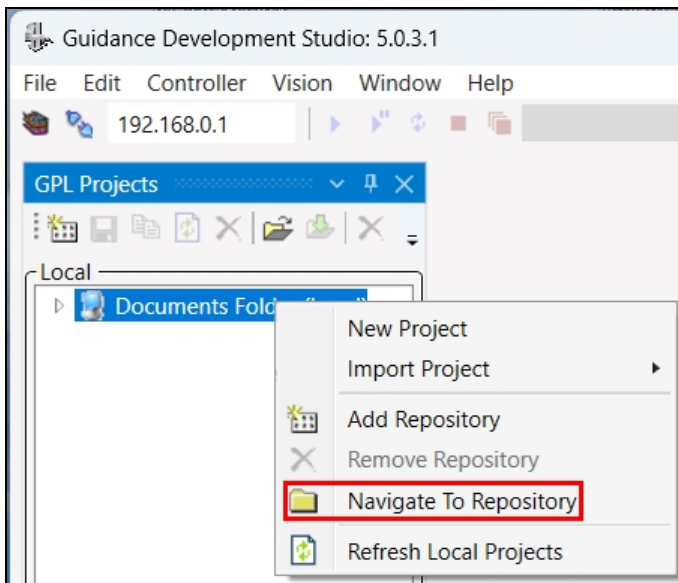 Guidance Development Studio: 5.0.3.1
File Edit Controller Vision Window Help
192.168.0.1
GPL Projects
Local
Documents
New Project
Import Project
Add Repository
Remove Repository
Navigate To Repository
Refresh Local Projects